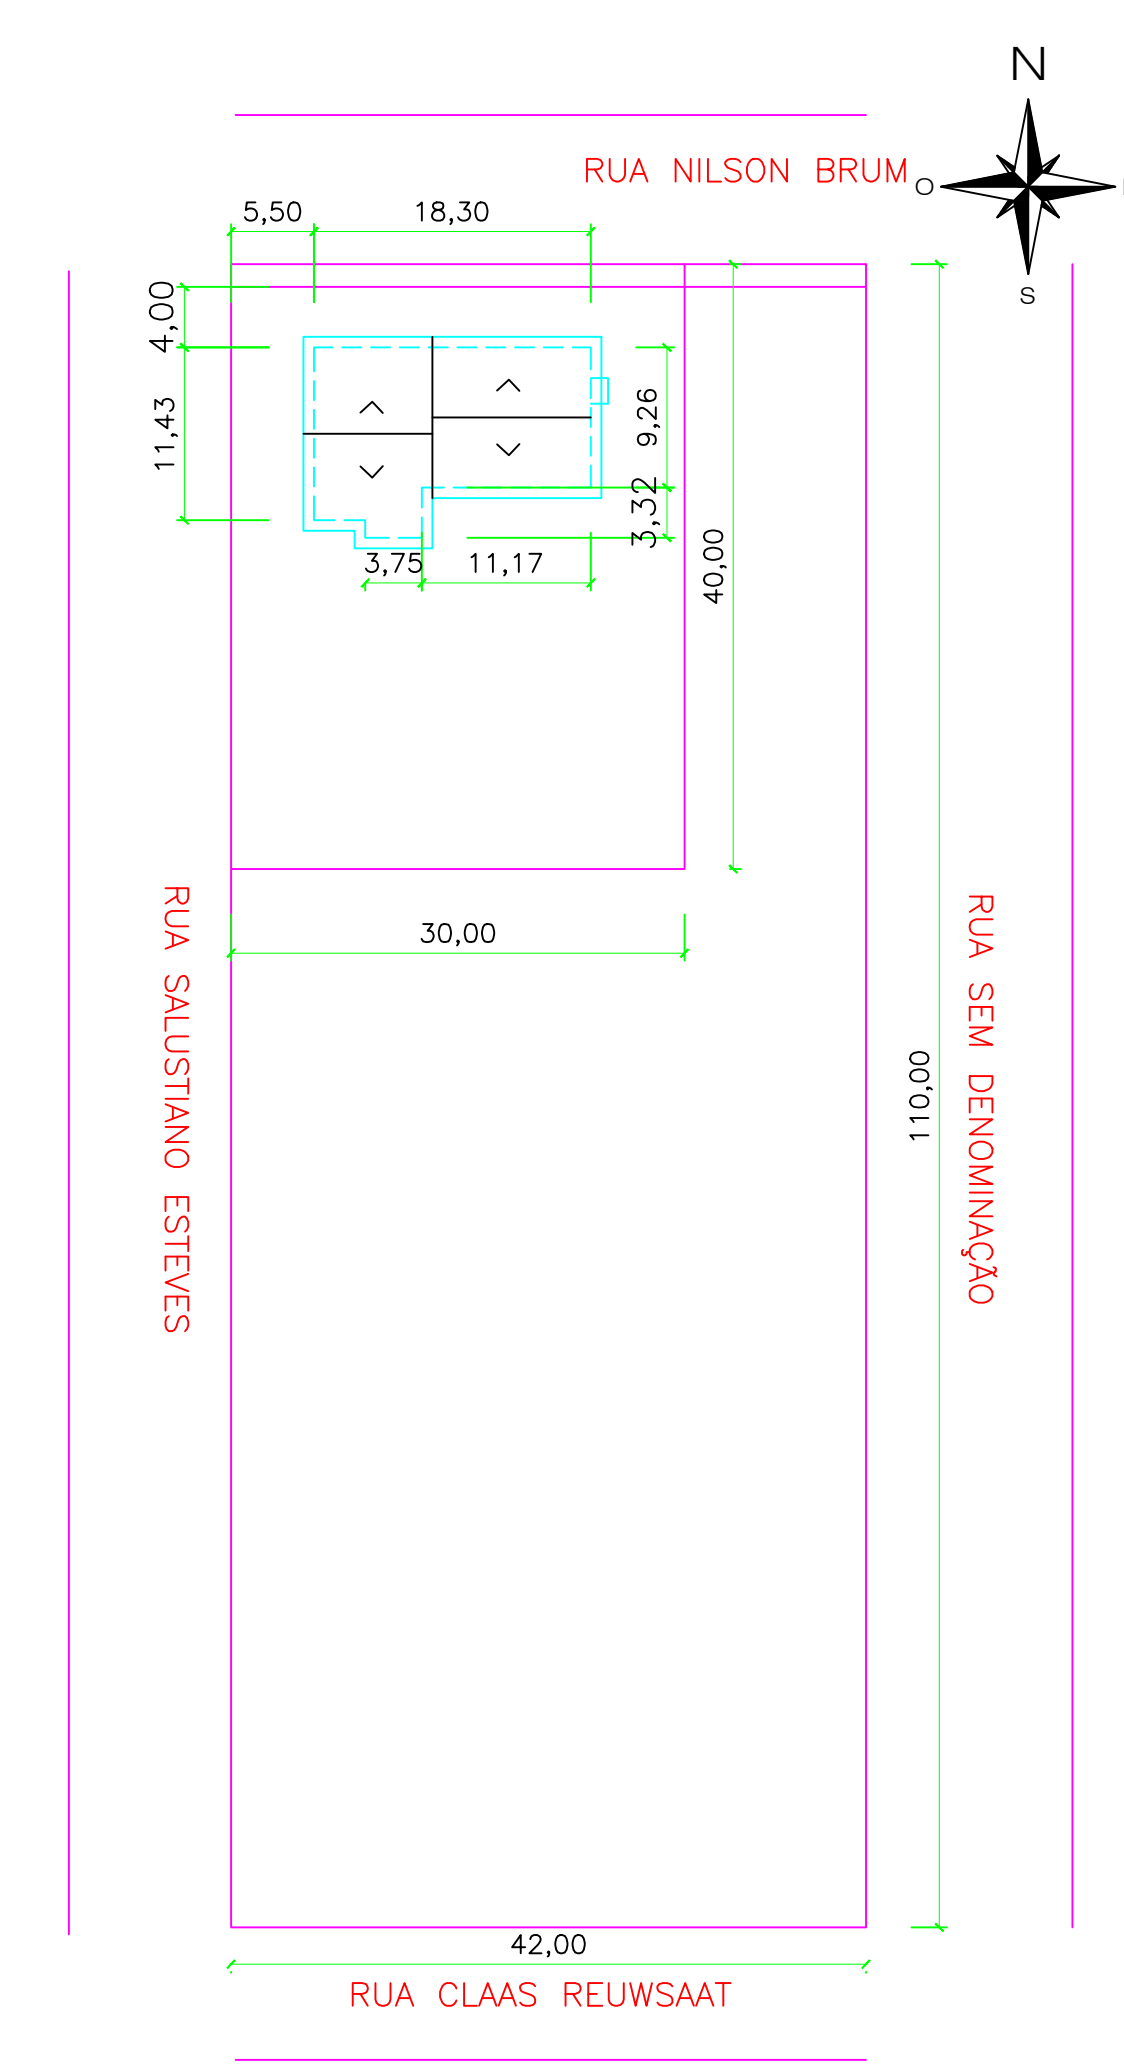 N
RUA NILSON BRUM
O
S
5,50
18,30
4,00
11,43
9,26
3,32
3,75
11,17
40,00
30,00
RUA SALUSTIANO ESTEVES
RUA SEM DENOMINAÇÃO
110,00
42,00
RUA CLAAS REUWSAAT